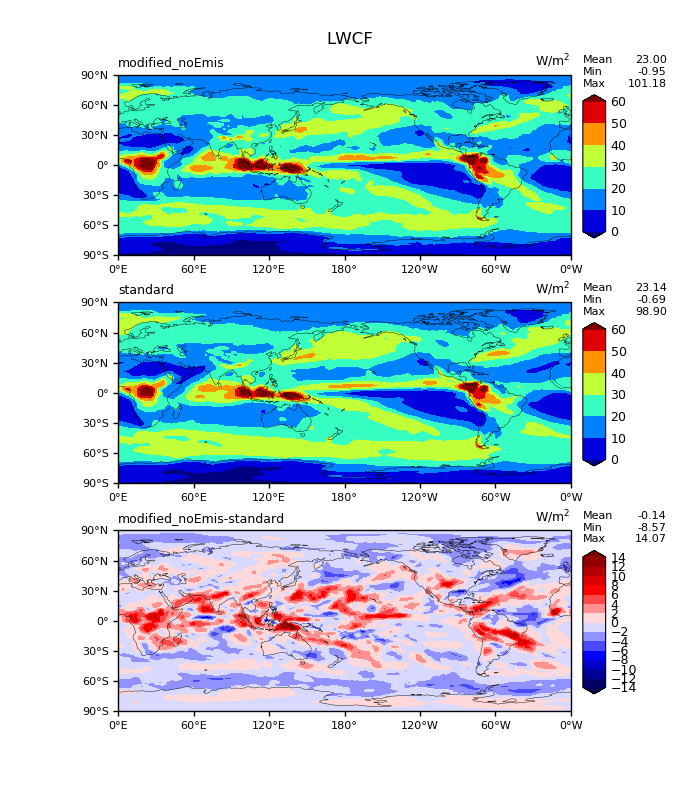 LWCF
modified_noEmis W/m² Mean 23.00
Min -0.95
Max 101.18
90°N
60°N
30°N
0°
30°S
60°S
90°S
0°E 60°E 120°E 180° 120°W 60°W 0°W
60
50
40
30
20
10
0
standard W/m² Mean 23.14
Min -0.69
Max 98.90
90°N
60°N
30°N
0°
30°S
60°S
90°S
0°E 60°E 120°E 180° 120°W 60°W 0°W
60
50
40
30
20
10
0
modified_noEmis-standard W/m² Mean -0.14
Min -8.57
Max 14.07
90°N
60°N
30°N
0°
30°S
60°S
90°S
0°E 60°E 120°E 180° 120°W 60°W 0°W
14
12
10
8
6
4
2
0
−2
−4
−6
−8
−10
−12
−14